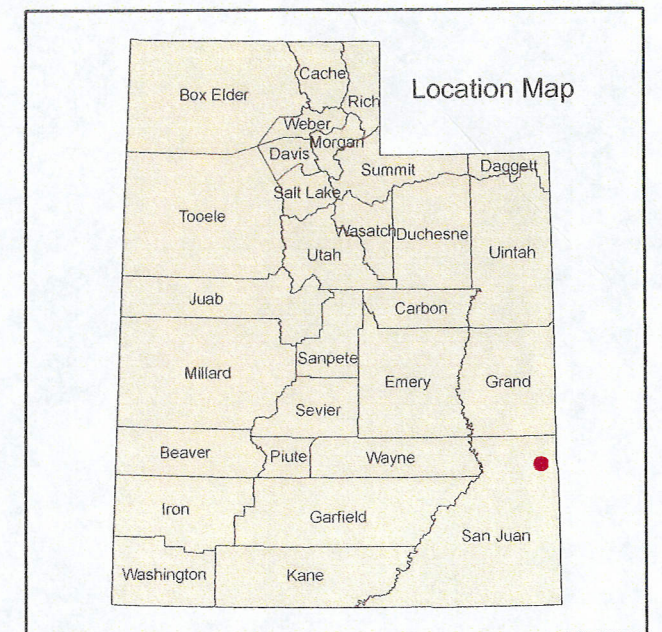 Location Map
Cache
Box Elder
Rich
Weber
Morgan
Davis
Summit
Daggett
Salt Lake
Tooele
Wasatch
Duchesne
Utah
Uintah
Juab
Carbon
Sanpete
Millard
Emery
Grand
Sevier
Beaver
Piute
Wayne
Iron
Garfield
San Juan
Washington
Kane